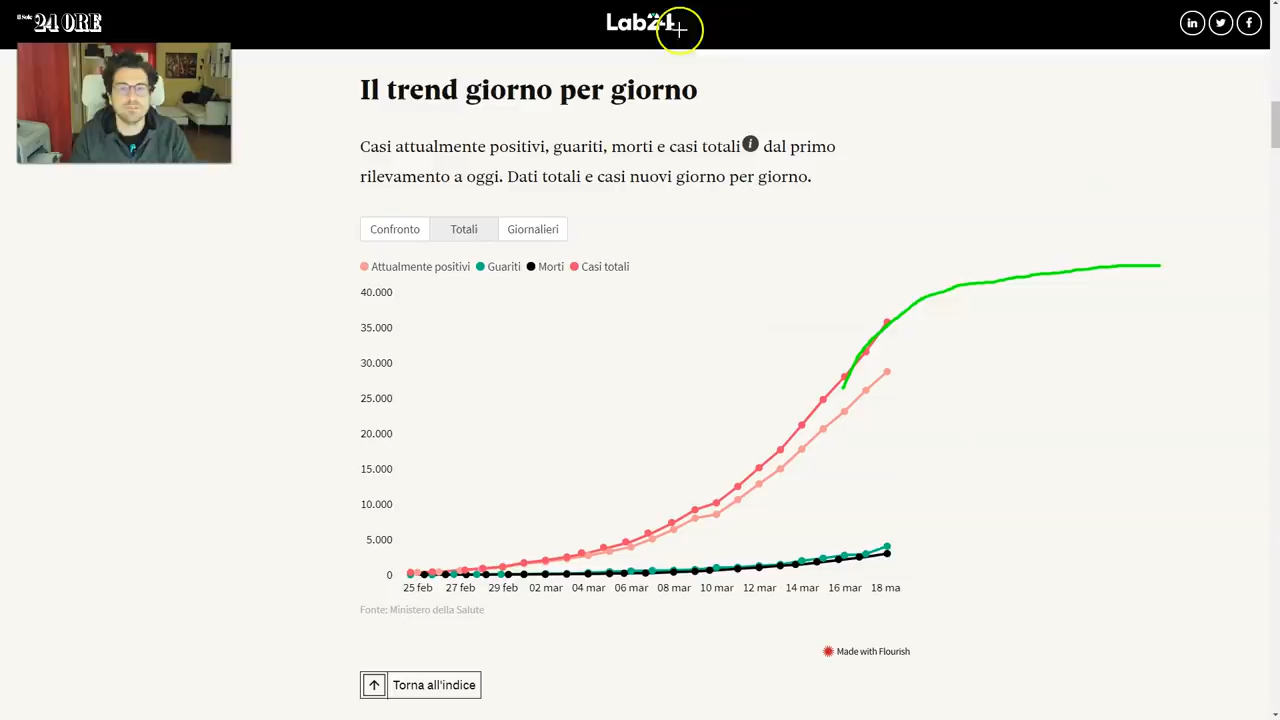 Il Sole 24 ORE
Lab24
Il trend giorno per giorno
Casi attualmente positivi, guariti, morti e casi totali i dal primo
rilevamento a oggi. Dati totali e casi nuovi giorno per giorno.
Confronto Totali Giornalieri
Attualmente positivi Guariti Morti Casi totali
40.000
35.000
30.000
25.000
20.000
15.000
10.000
5.000
0
25 feb 27 feb 29 feb 02 mar 04 mar 06 mar 08 mar 10 mar 12 mar 14 mar 16 mar 18 ma
Fonte: Ministero della Salute
Made with Flourish
Torna all'indice